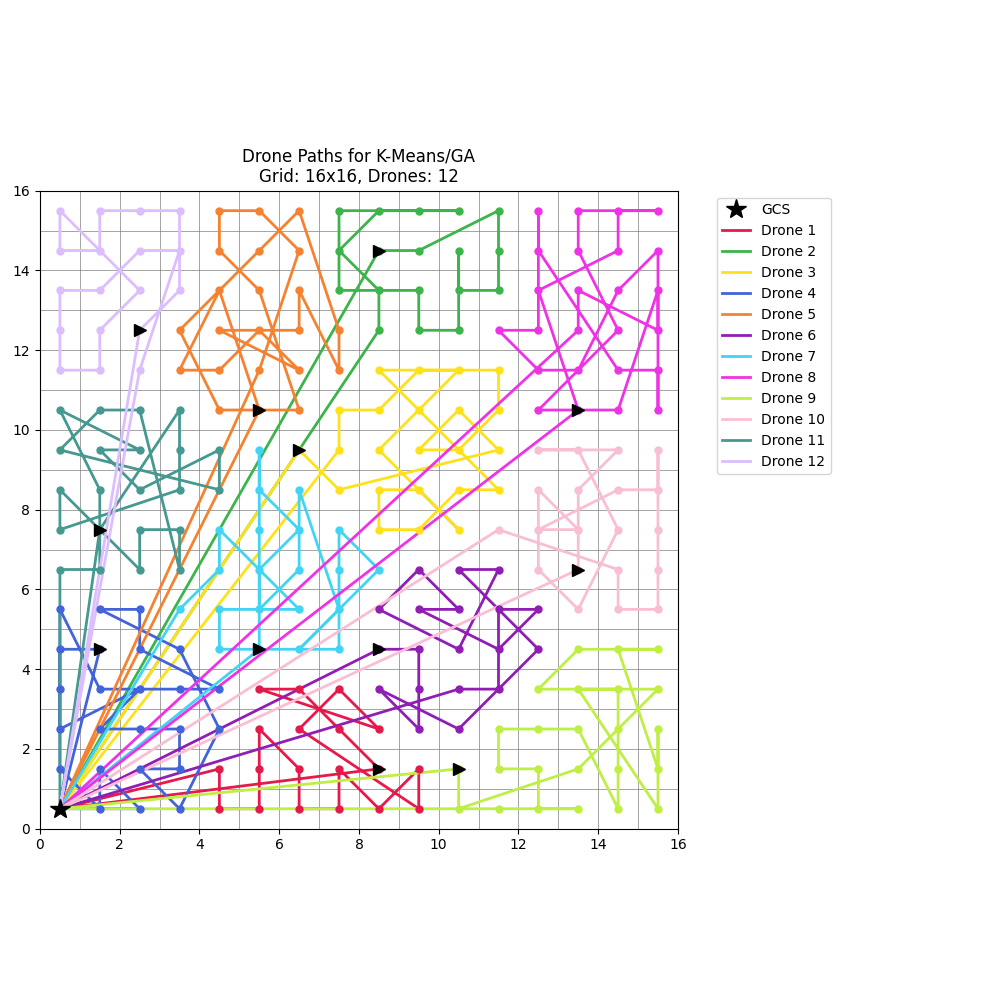 Drone Paths for K-Means/GA
Grid: 16x16, Drones: 12
16
14
12
10
8
6
4
2
0
0 2 4 6 8 10 12 14 16
GCS
Drone 1
Drone 2
Drone 3
Drone 4
Drone 5
Drone 6
Drone 7
Drone 8
Drone 9
Drone 10
Drone 11
Drone 12